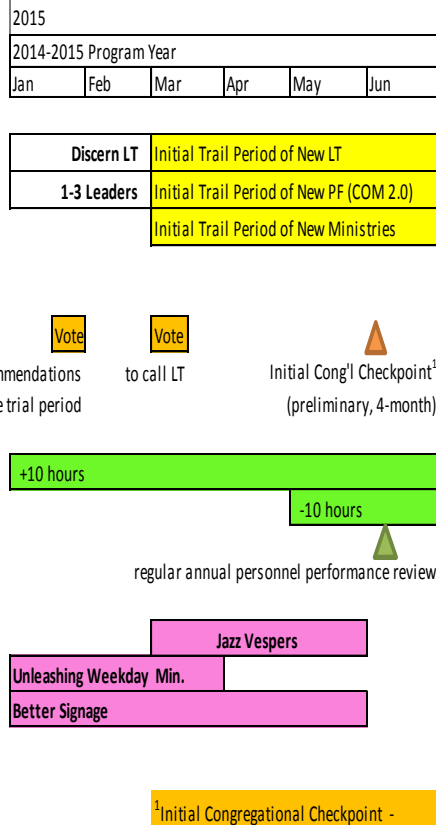 2015
2014-2015 Program Year
Jan Feb Mar Apr May Jun
Discern LT Initial Trail Period of New LT
1-3 Leaders Initial Trail Period of New PF (COM 2.0)
Initial Trail Period of New Ministries
Vote Vote
mmendations to call LT Initial Cong'l Checkpoint¹
e trial period (preliminary, 4-month)
+10 hours
-10 hours
regular annual personnel performance review
Jazz Vespers
Unleashing Weekday Min.
Better Signage
¹Initial Congregational Checkpoint -